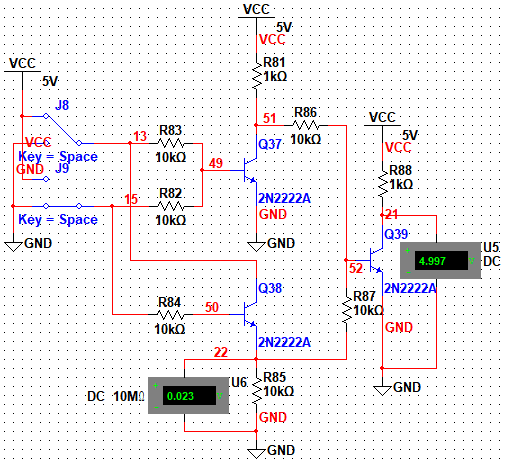 VCC
5V
VCC
R81
1kΩ
VCC
5V
J8
51
R86
10kΩ
VCC
5V
VCC
13
R83
10kΩ
Q37
VCC
Key = Space
GND
J9
49
2N2222A
GND
R88
1kΩ
15
R82
10kΩ
Key = Space
GND
GND
21
Q39
52
4.997
U5
DC
2N2222A
Q38
R84
10kΩ
50
2N2222A
R87
10kΩ
GND
22
R85
10kΩ
GND
DC 10MΩ
0.023
U6
GND
GND